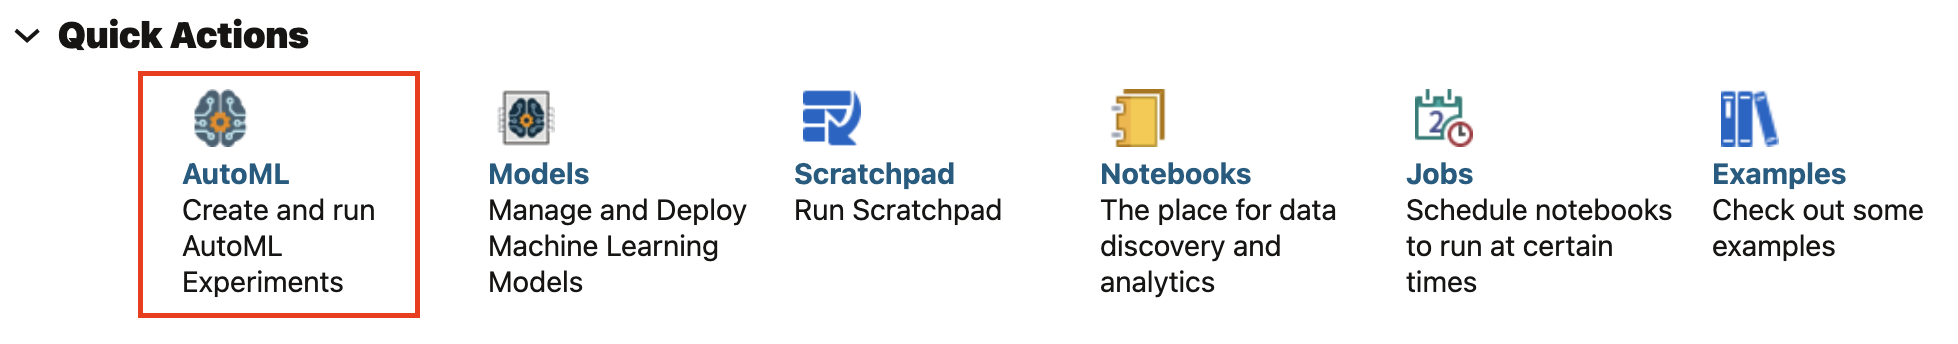 Quick Actions
AutoML
Create and run
AutoML
Experiments
Models
Manage and Deploy
Machine Learning
Models
Scratchpad
Run Scratchpad
Notebooks
The place for data
discovery and
analytics
2
Jobs
Schedule notebooks
to run at certain
times
Examples
Check out some
examples